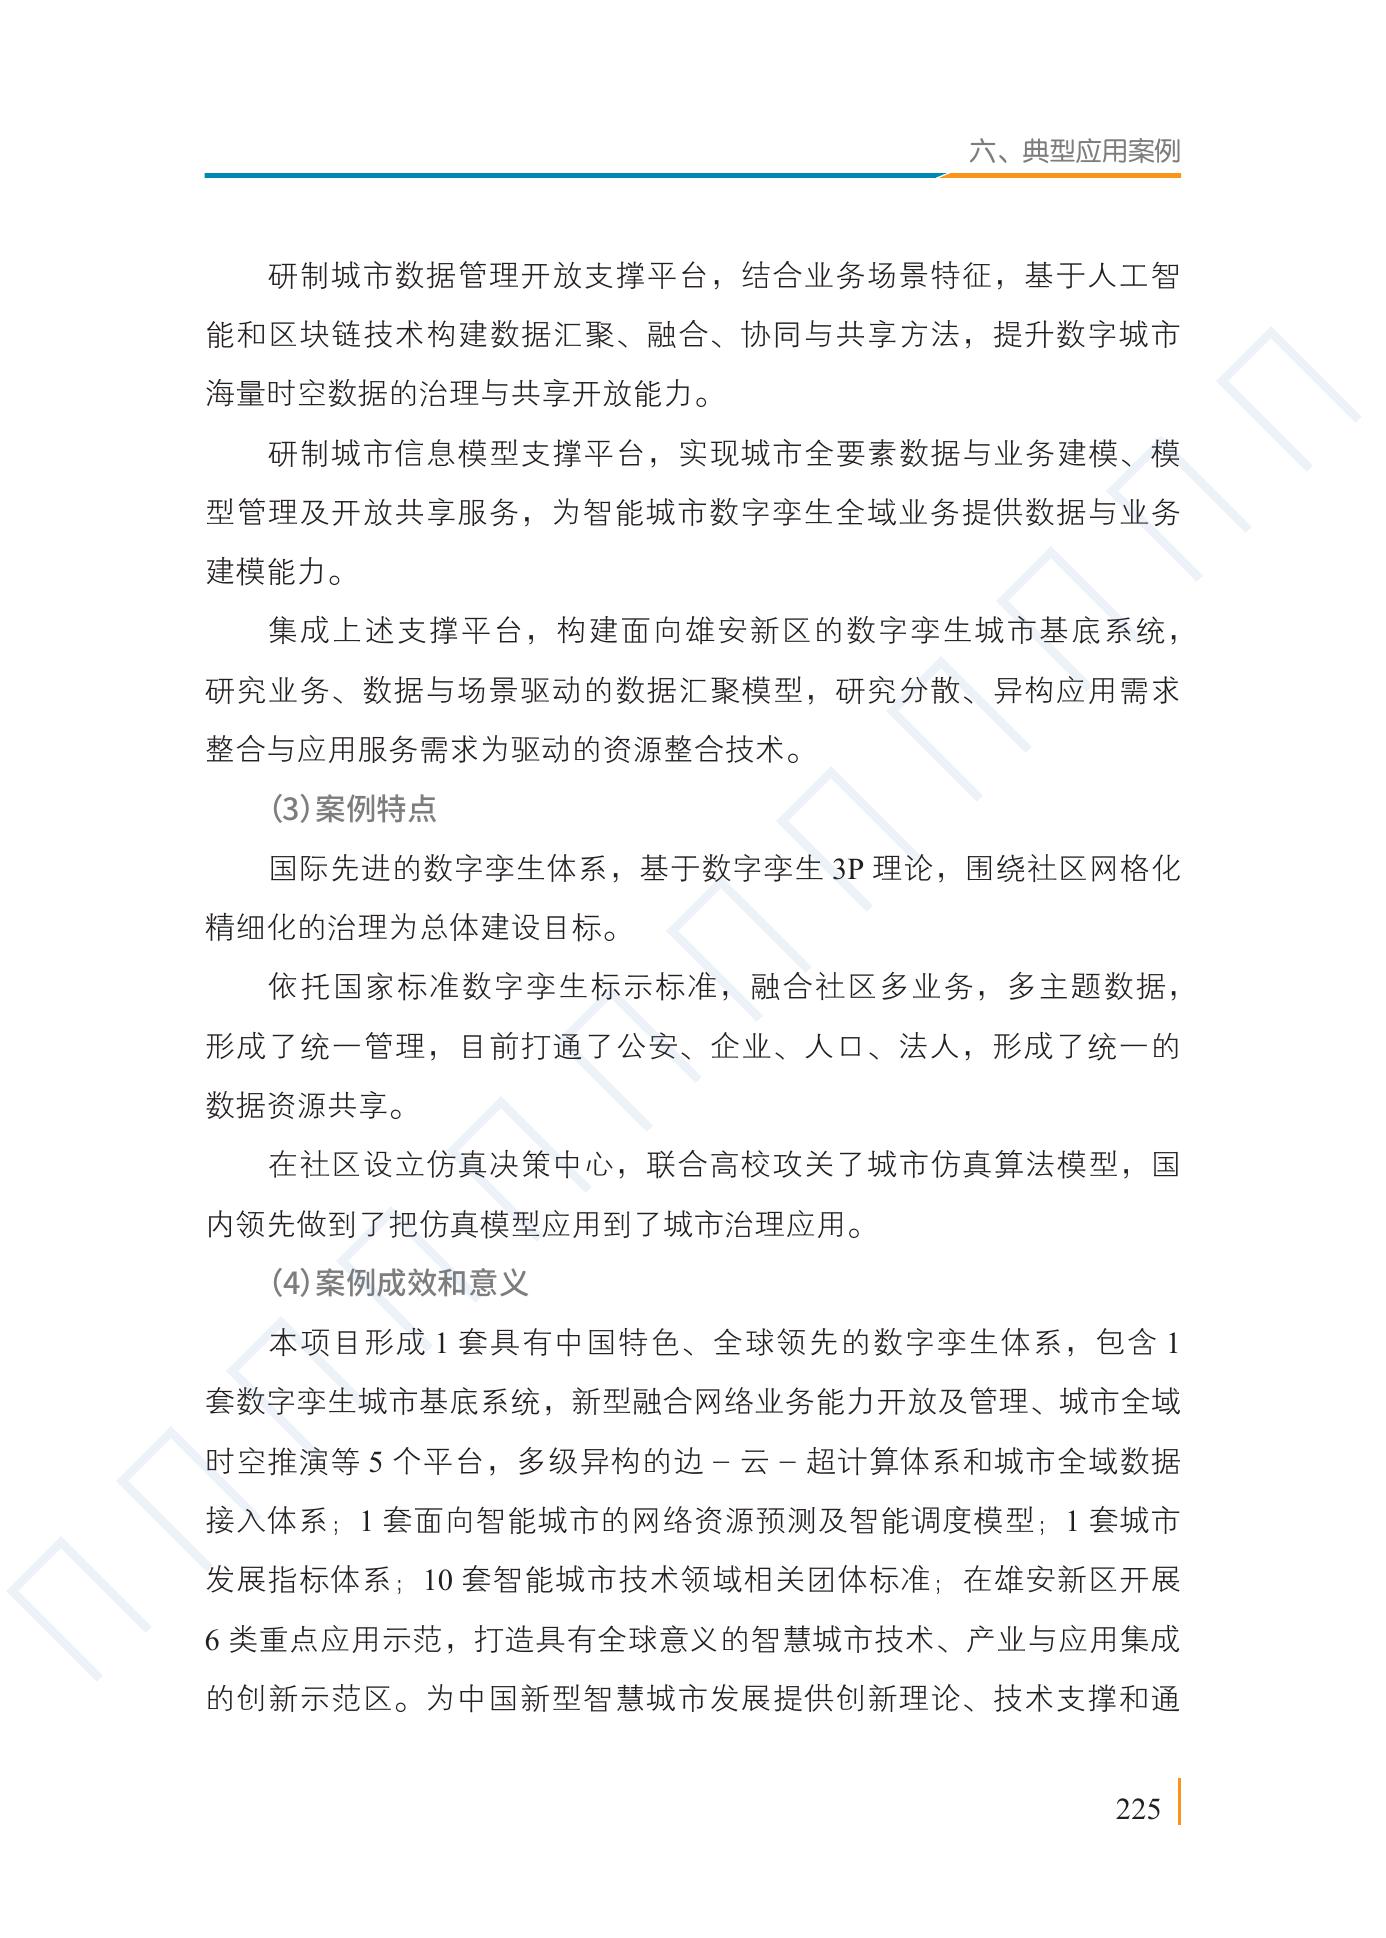 六、典型应用案例
研制城市数据管理开放支撑平台，结合业务场景特征，基于人工智
能和区块链技术构建数据汇聚、融合、协同与共享方法，提升数字城市
海量时空数据的治理与共享开放能力。
研制城市信息模型支撑平台，实现城市全要素数据与业务建模、模
型管理及开放共享服务，为智能城市数字孪生全域业务提供数据与业务
建模能力。
集成上述支撑平台，构建面向雄安新区的数字孪生城市基底系统，
研究业务、数据与场景驱动的数据汇聚模型，研究分散、异构应用需求
整合与应用服务需求为驱动的资源整合技术。
（3）案例特点
国际先进的数字孪生体系，基于数字孪生 3P 理论，围绕社区网格化
精细化的治理为总体建设目标。
依托国家标准数字孪生标示标准，融合社区多业务，多主题数据，
形成了统一管理，目前打通了公安、企业、人口、法人，形成了统一的
数据资源共享。
在社区设立仿真决策中心，联合高校攻关了城市仿真算法模型，国
内领先做到了把仿真模型应用到了城市治理应用。
（4）案例成效和意义
本项目形成 1 套具有中国特色、全球领先的数字孪生体系，包含 1
套数字孪生城市基底系统，新型融合网络业务能力开放及管理、城市全域
时空推演等 5 个平台，多级异构的边 – 云 – 超计算体系和城市全域数据
接入体系；1 套面向智能城市的网络资源预测及智能调度模型；1 套城市
发展指标体系；10 套智能城市技术领域相关团体标准；在雄安新区开展
6 类重点应用示范，打造具有全球意义的智慧城市技术、产业与应用集成
的创新示范区。为中国新型智慧城市发展提供创新理论、技术支撑和通
225